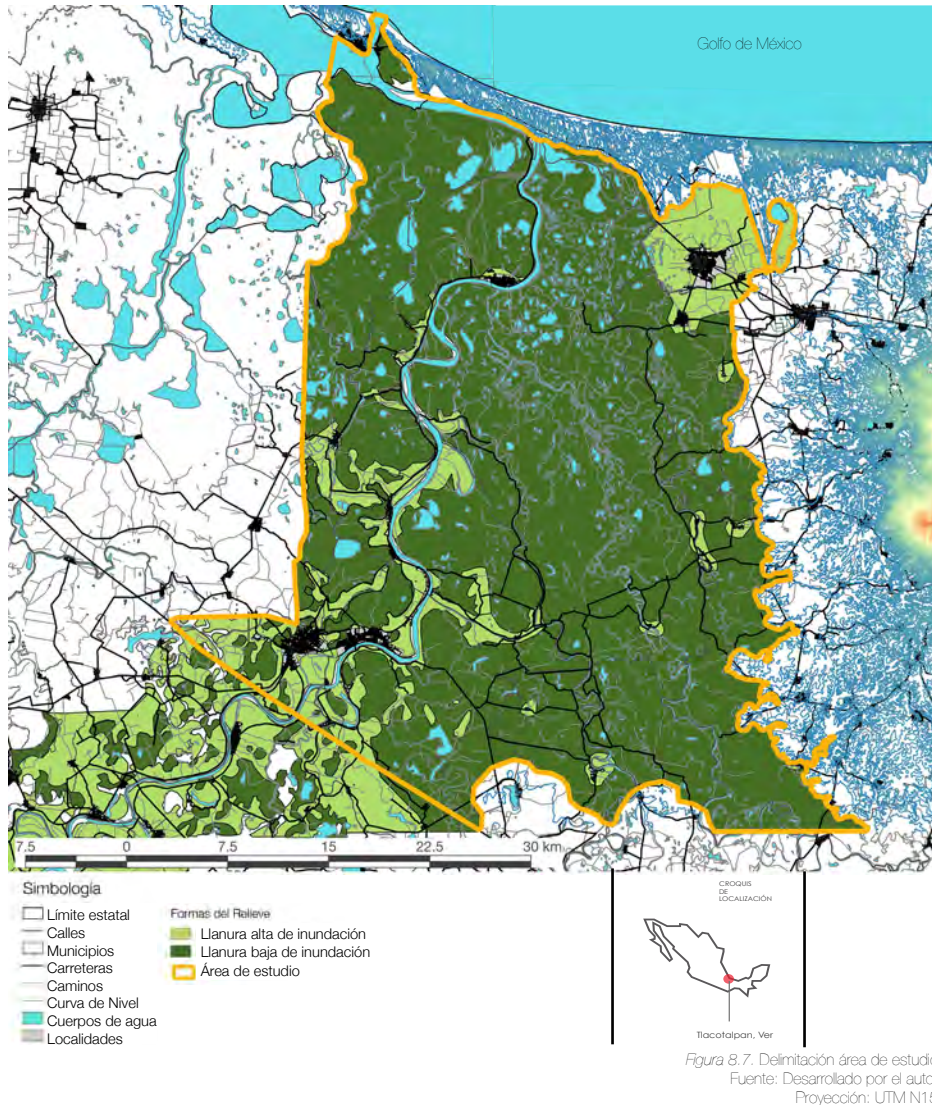 Golfo de México
7.5 0 7.5 15 22.5 30 km
Simbología
Límite estatal
Calles
Municipios
Carreteras
Caminos
Curva de Nivel
Cuerpos de agua
Localidades
Formas del Relieve
Llanura alta de inundación
Llanura baja de inundación
Área de estudio
CROQUIS
DE
LOCALIZACIÓN
Tlacotalpan, Ver
Figura 8.7. Delimitación área de estudio
Fuente: Desarrollado por el auto
Proyección: UTM N15